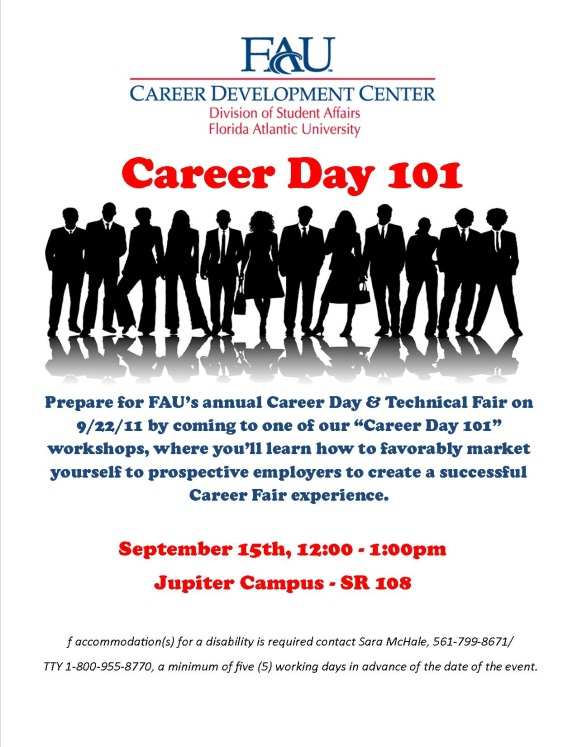 FAU
CAREER DEVELOPMENT CENTER
Division of Student Affairs
Florida Atlantic University
Career Day 101
Prepare for FAU's annual Career Day & Technical Fair on
9/22/11 by coming to one of our “Career Day 101”
workshops, where you'll learn how to favorably market
yourself to prospective employers to create a successful
Career Fair experience.
September 15th, 12:00 - 1:00pm
Jupiter Campus - SR 108
f accommodation(s) for a disability is required contact Sara McHale, 561-799-8671/
TTY 1-800-955-8770, a minimum of five (5) working days in advance of the date of the event.